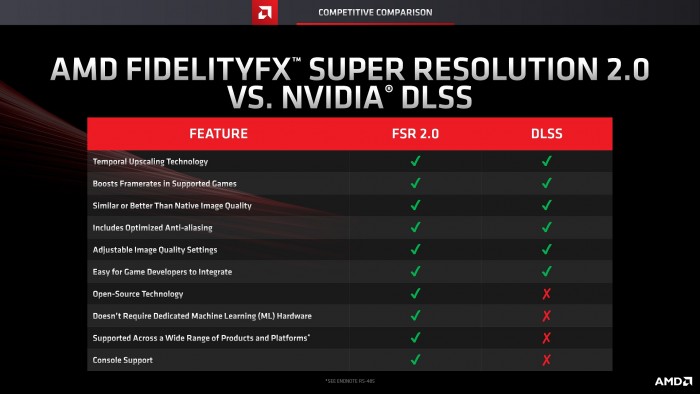 COMPETITIVE COMPARISON
AMD FIDELITYFX™ SUPER RESOLUTION 2.0
VS. NVIDIA® DLSS
FEATURE FSR 2.0 DLSS
Temporal Upscaling Technology ✓ ✓
Boosts Framerates in Supported Games ✓ ✓
Similar or Better Than Native Image Quality ✓ ✓
Includes Optimized Anti-aliasing ✓ ✓
Adjustable Image Quality Settings ✓ ✓
Easy for Game Developers to Integrate ✓ ✓
Open-Source Technology ✓ ✗
Doesn't Require Dedicated Machine Learning (ML) Hardware ✓ ✗
Supported Across a Wide Range of Products and Platforms* ✓ ✗
Console Support ✓ ✗
*SEE ENDNOTE RS-485
AMD